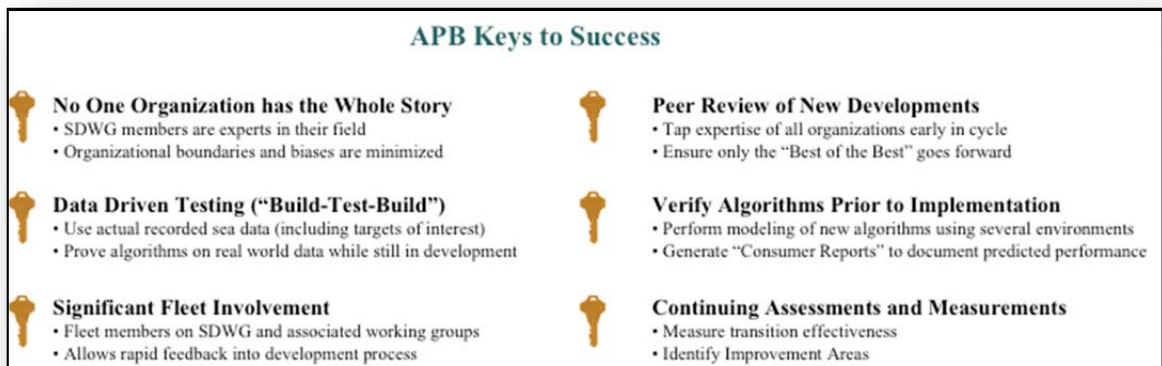 APB Keys to Success
No One Organization has the Whole Story
• SDWG members are experts in their field
• Organizational boundaries and biases are minimized
Data Driven Testing (“Build-Test-Build”)
• Use actual recorded sea data (including targets of interest)
• Prove algorithms on real world data while still in development
Significant Fleet Involvement
• Fleet members on SDWG and associated working groups
• Allows rapid feedback into development process
Peer Review of New Developments
• Tap expertise of all organizations early in cycle
• Ensure only the “Best of the Best” goes forward
Verify Algorithms Prior to Implementation
• Perform modeling of new algorithms using several environments
• Generate “Consumer Reports” to document predicted performance
Continuing Assessments and Measurements
• Measure transition effectiveness
• Identify Improvement Areas